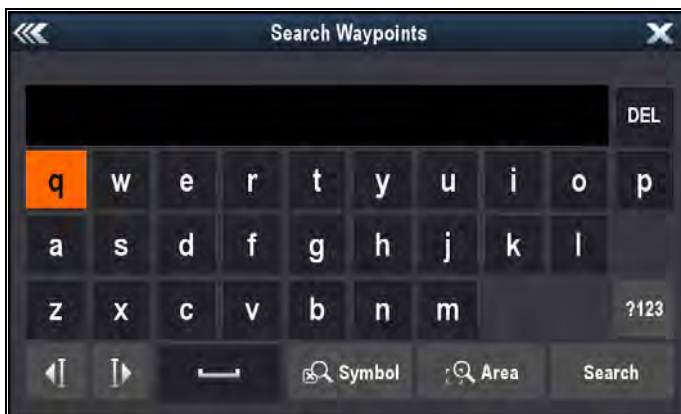 Search Waypoints
DEL
q w e r t y u i o p
a s d f g h j k l
z x c v b n m ?123
Symbol Area Search